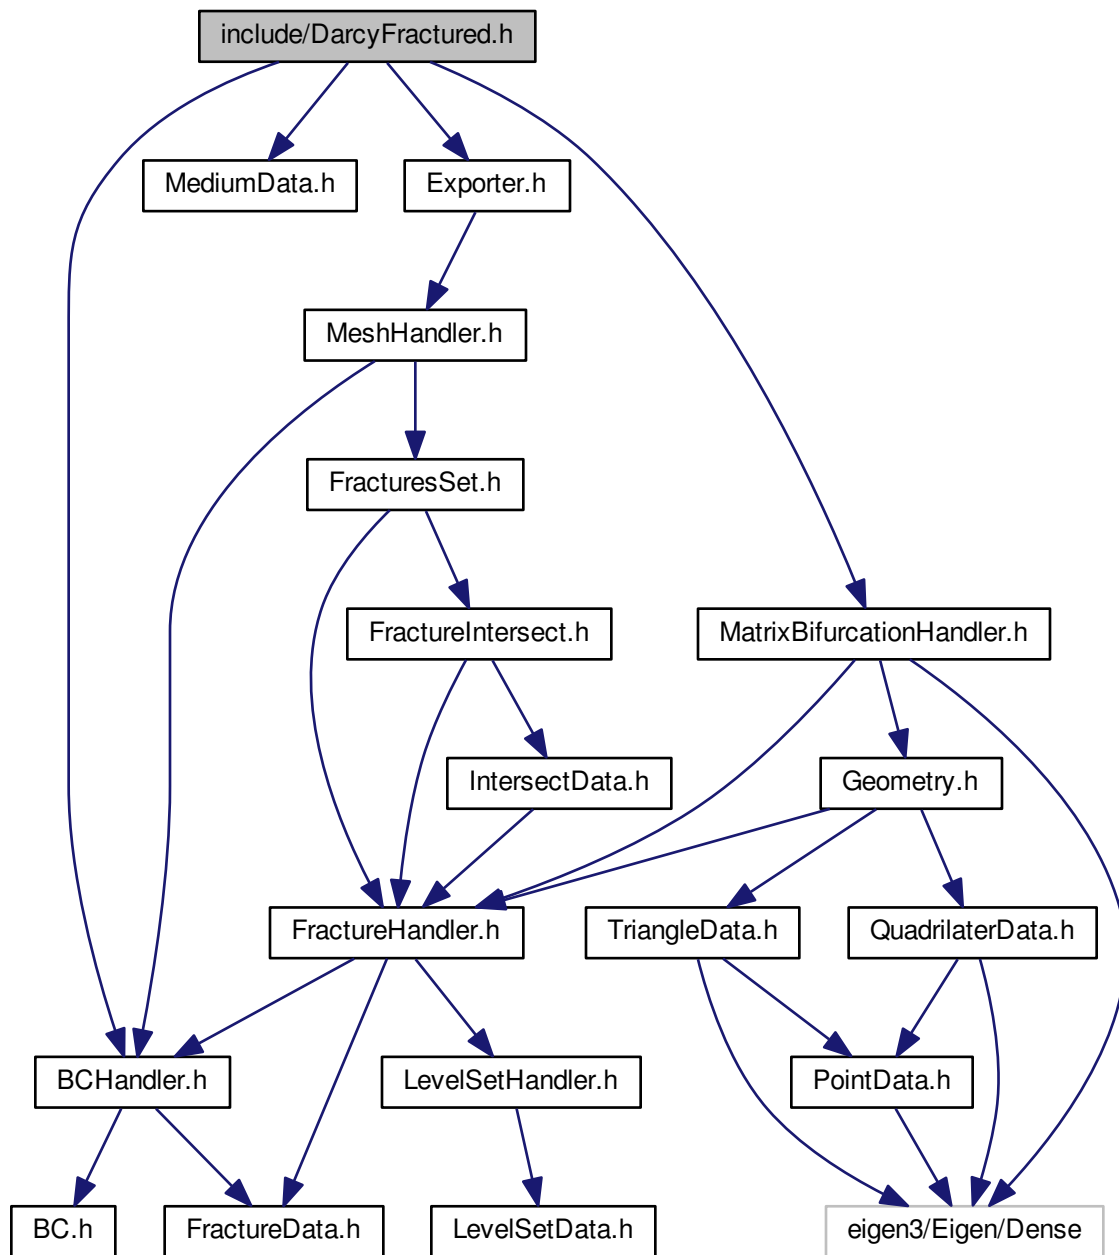 include/DarcyFractured.h
MediumData.h
Exporter.h
MeshHandler.h
FracturesSet.h
FractureIntersect.h
MatrixBifurcationHandler.h
IntersectData.h
Geometry.h
FractureHandler.h
TriangleData.h
QuadrilaterData.h
BCHandler.h
LevelSetHandler.h
PointData.h
BC.h
FractureData.h
LevelSetData.h
eigen3/Eigen/Dense